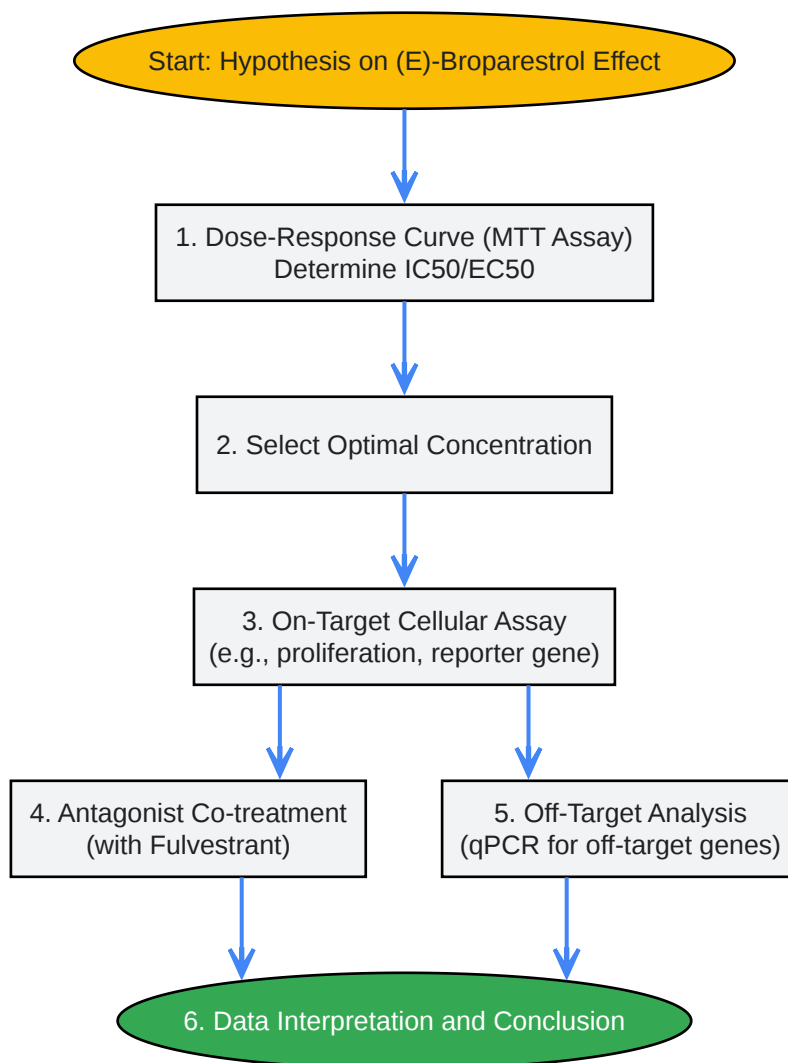 Start: Hypothesis on (E)-Broparestrol Effect
1. Dose-Response Curve (MTT Assay)
Determine IC50/EC50
2. Select Optimal Concentration
3. On-Target Cellular Assay
(e.g., proliferation, reporter gene)
4. Antagonist Co-treatment
(with Fulvestrant)
5. Off-Target Analysis
(qPCR for off-target genes)
6. Data Interpretation and Conclusion